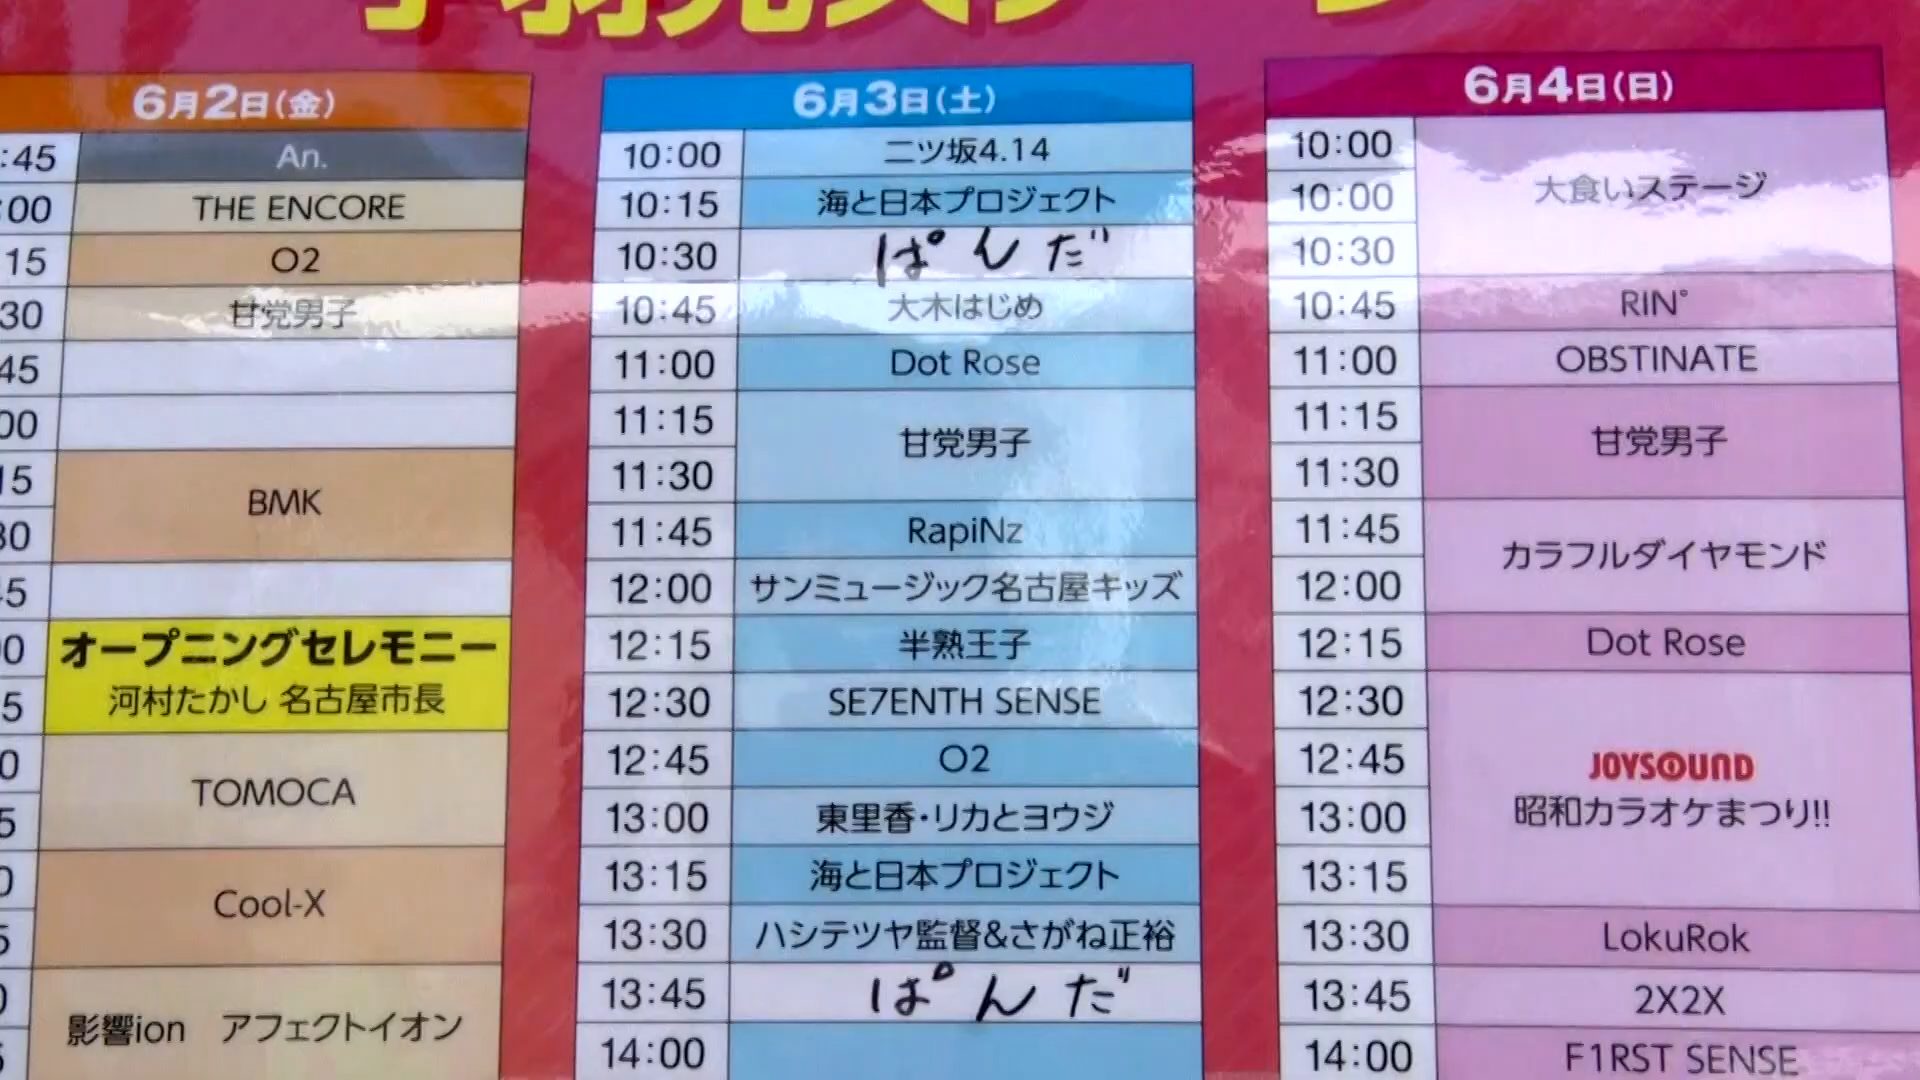 6月2日(金)
:45 An.
:00 THE ENCORE
15 O2
30 甘党男子
45
00
15 BMK
30
45
オープニングセレモニー
河村たかし 名古屋市長
TOMOCA
Cool-X
影響ion アフェクトイオン
6月3日(土)
10:00 二ツ坂4.14
10:15 海と日本プロジェクト
10:30 ぱんだ
10:45 大木はじめ
11:00 Dot Rose
11:15 甘党男子
11:30
11:45 RapiNz
12:00 サンミュージック名古屋キッズ
12:15 半熟王子
12:30 SE7ENTH SENSE
12:45 O2
13:00 東里香・リカとヨウジ
13:15 海と日本プロジェクト
13:30 ハシテツヤ監督&さがね正裕
13:45 ぱんだ
14:00
6月4日(日)
10:00 大食いステージ
10:00
10:30
10:45 RIN°
11:00 OBSTINATE
11:15 甘党男子
11:30
11:45 カラフルダイヤモンド
12:00
12:15 Dot Rose
12:30
12:45 JOYSOUND
13:00 昭和カラオケまつり!!
13:15
13:30 LokuRok
13:45 2X2X
14:00 F1RST SENSE